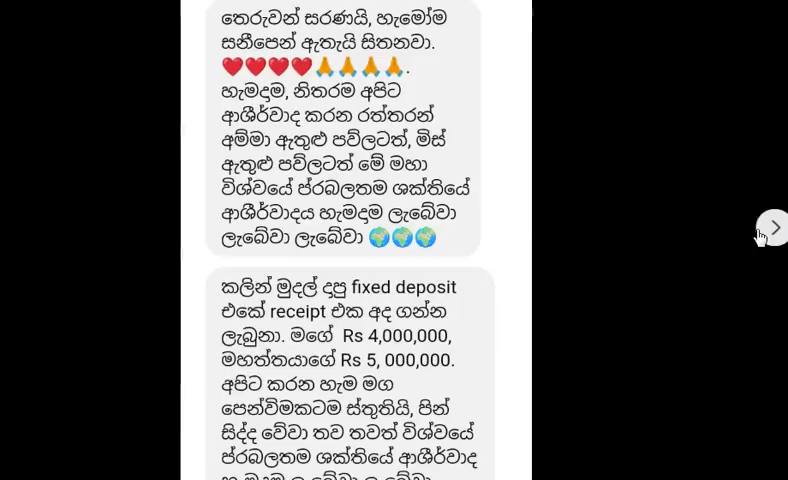 තෙරුවන් සරණයි, හැමෝම
සනීපෙන් ඇතැයි සිතනවා.
❤️❤️❤️❤️🙏🙏🙏🙏.
හැමදාම, නිතරම අපිට
ආශීර්වාද කරන රත්තරන්
අම්මා ඇතුළු පව්ලටත්, මිස්
ඇතුළු පව්ලටත් මේ මහා
විශ්වයේ ප්රබලතම ශක්තියේ
ආශීර්වාදය හැමදාම ලැබේවා
ලැබේවා ලැබේවා 🌍🌍🌍
කලින් මුදල් දාපු fixed deposit
එකේ receipt එක අද ගන්න
ලැබුනා. මගේ Rs 4,000,000,
මහත්තයාගේ Rs 5, 000,000.
අපිට කරන හැම මග
පෙන්විමකටම ස්තුතියි, පින්
සිද්ද වේවා තව තවත් විශ්වයේ
ප්රබලතම ශක්තියේ ආශීර්වාද